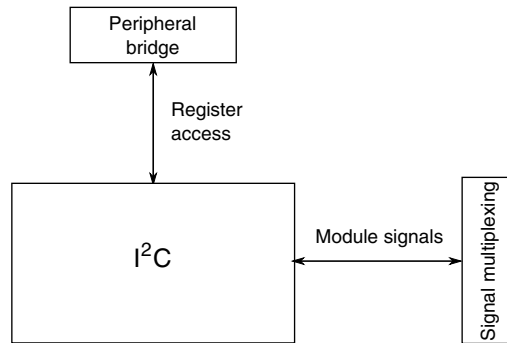 Peripheral
bridge
Register
access
I²C
Module signals
Signal multiplexing